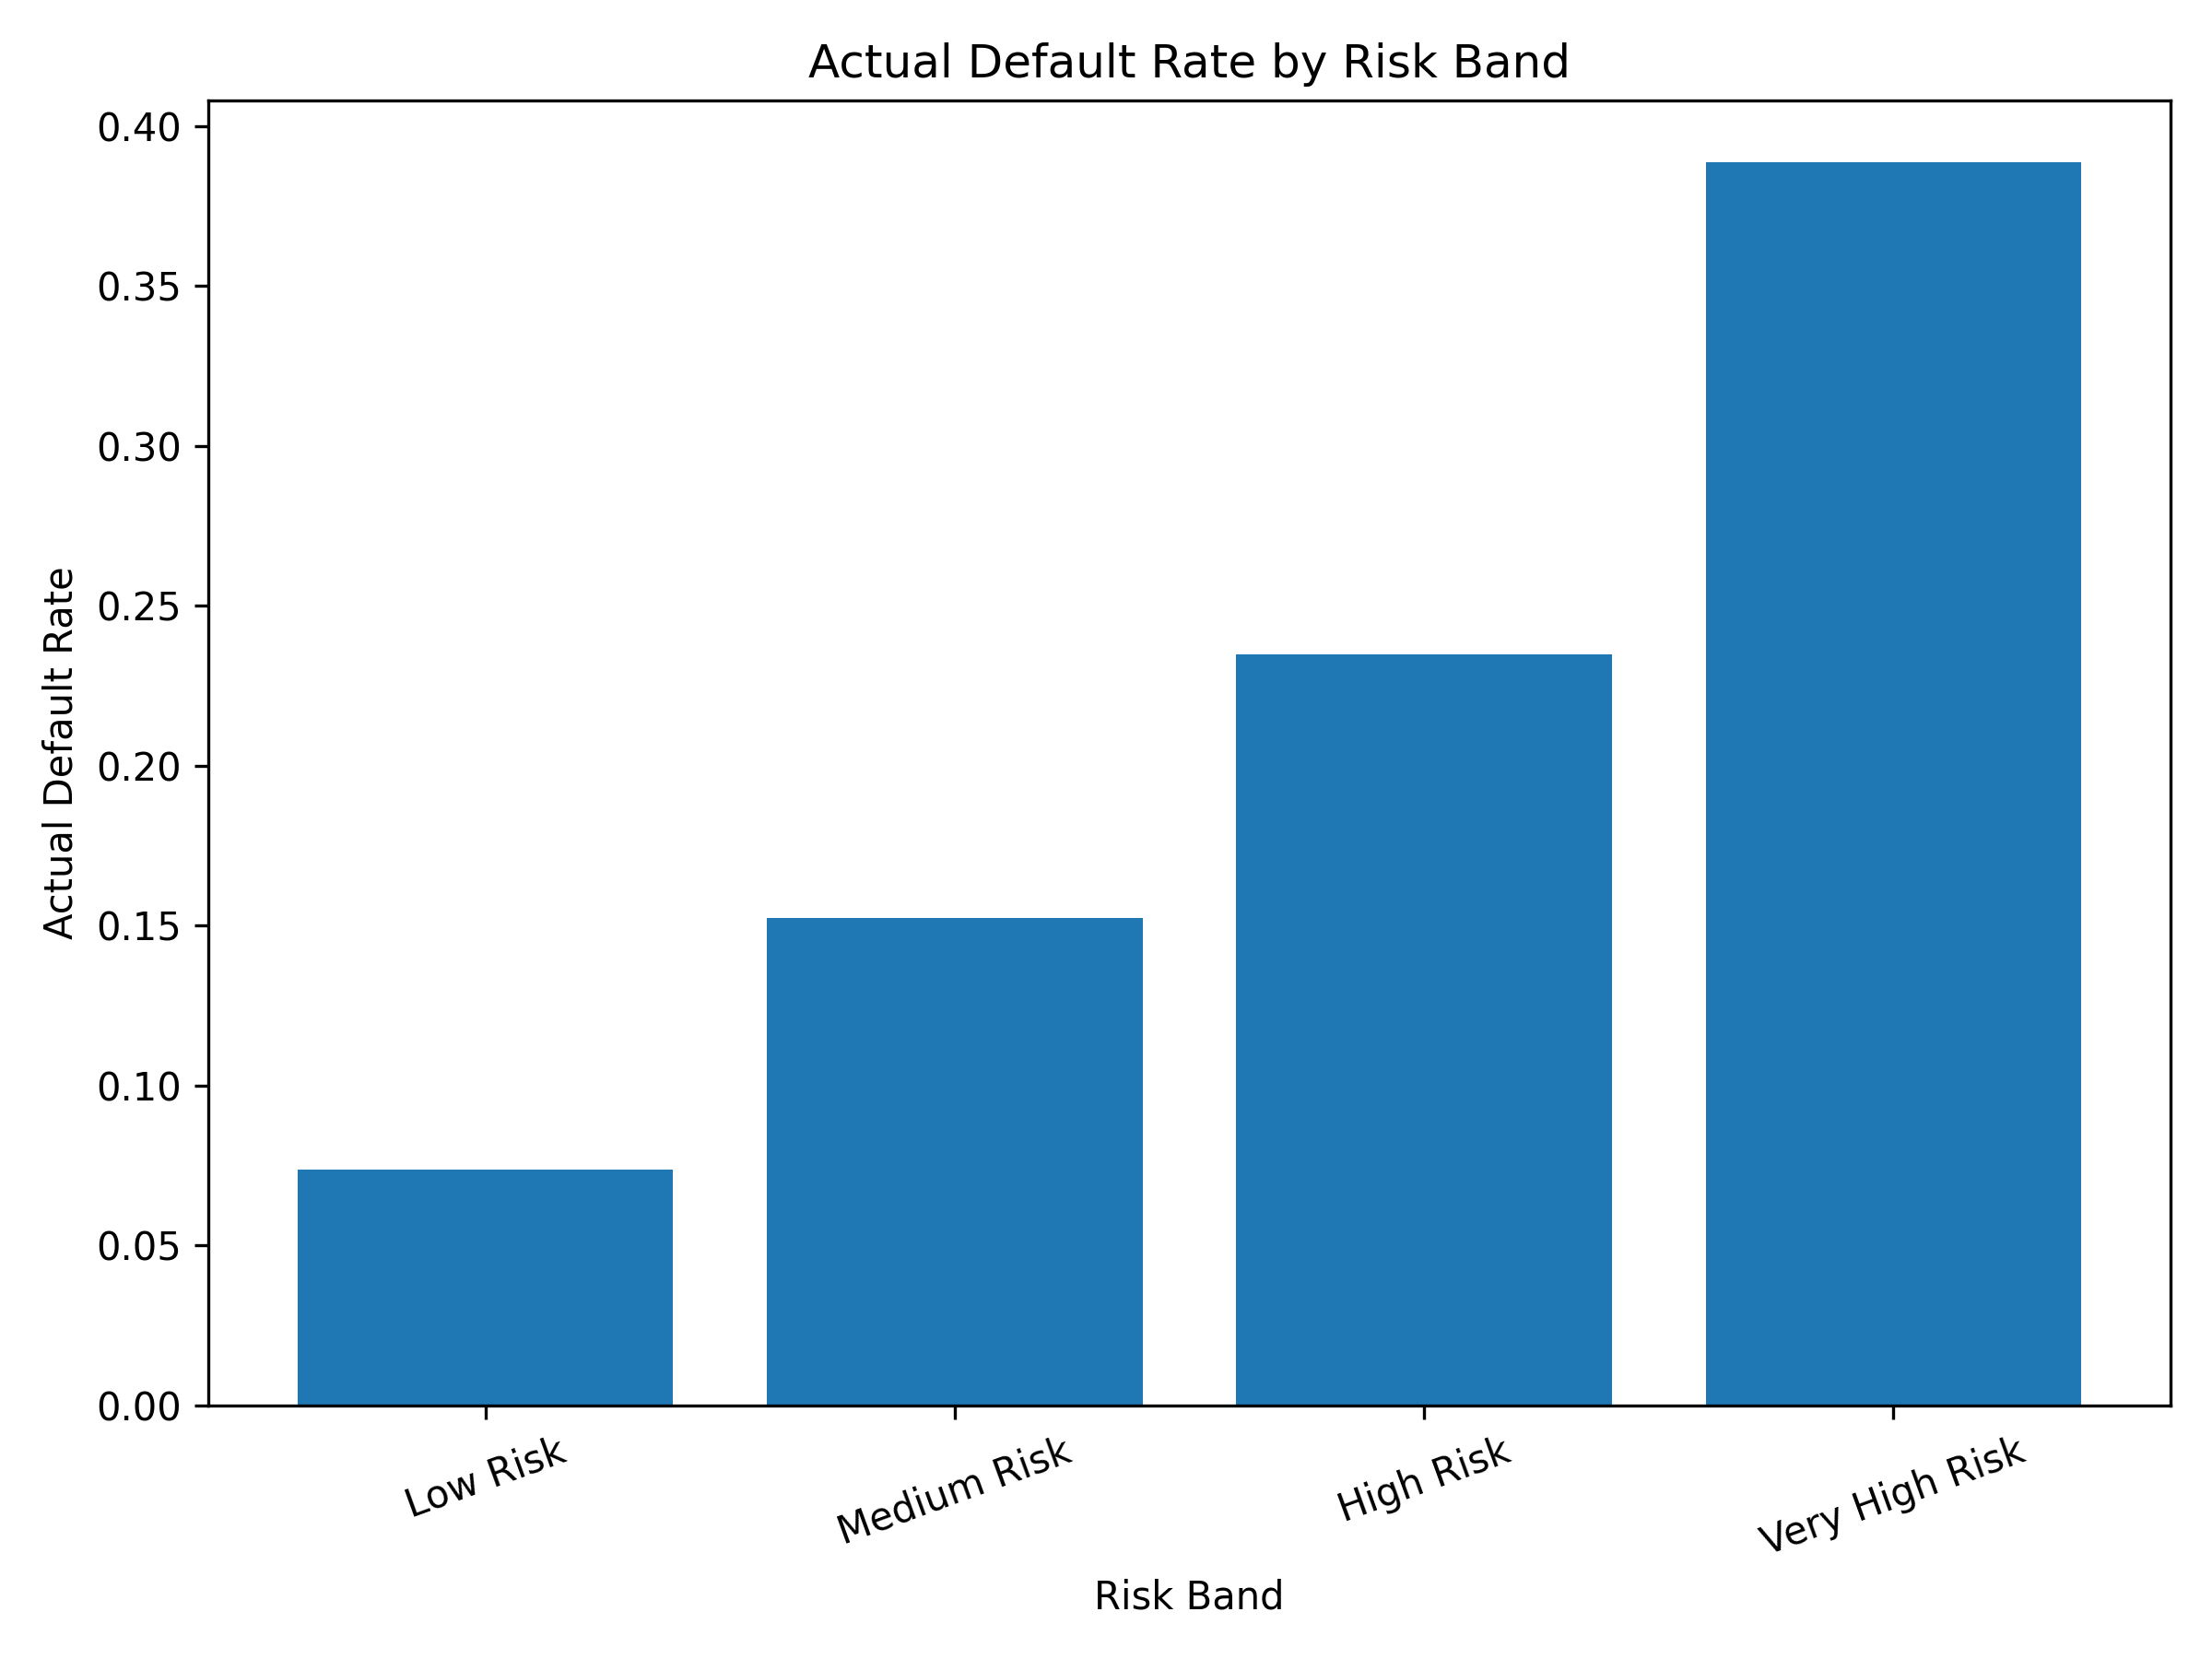 Actual Default Rate by Risk Band
Actual Default Rate
0.40
0.35
0.30
0.25
0.20
0.15
0.10
0.05
0.00
Low Risk
Medium Risk
High Risk
Very High Risk
Risk Band